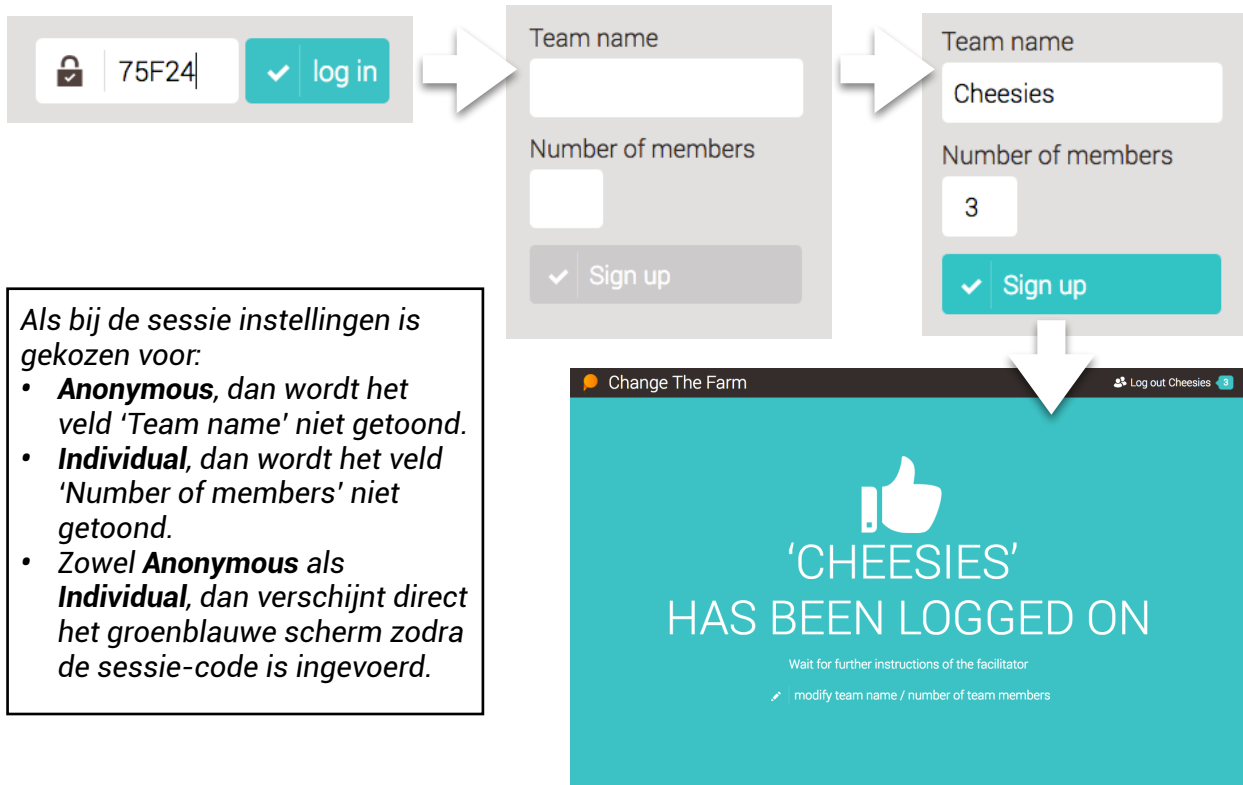 75F24
log in
Team name
Number of members
Sign up
Team name
Cheesies
Number of members
3
Sign up
Als bij de sessie instellingen is
gekozen voor:
• Anonymous, dan wordt het
veld ‘Team name’ niet getoond.
• Individual, dan wordt het veld
‘Number of members’ niet
getoond.
• Zowel Anonymous als
Individual, dan verschijnt direct
het groenblauwe scherm zodra
de sessie-code is ingevoerd.
Change The Farm
Log out Cheesies 3
‘CHEESIES’
HAS BEEN LOGGED ON
Wait for further instructions of the facilitator
modify team name / number of team members